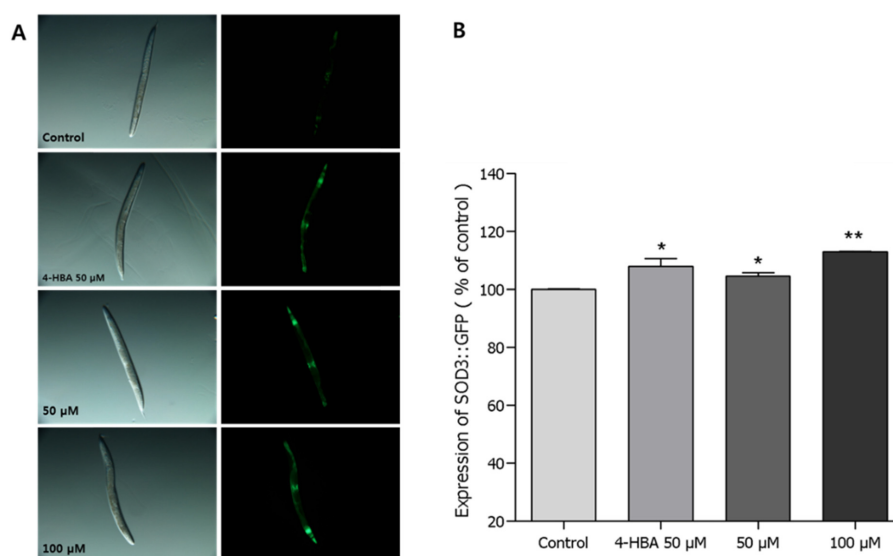 A
Control
4-HBA 50 µM
50 µM
100 µM
B
Expression of SOD3::GFP ( % of control )
140
120
100
80
60
40
20
*
*
**
Control
4-HBA 50 µM
50 µM
100 µM